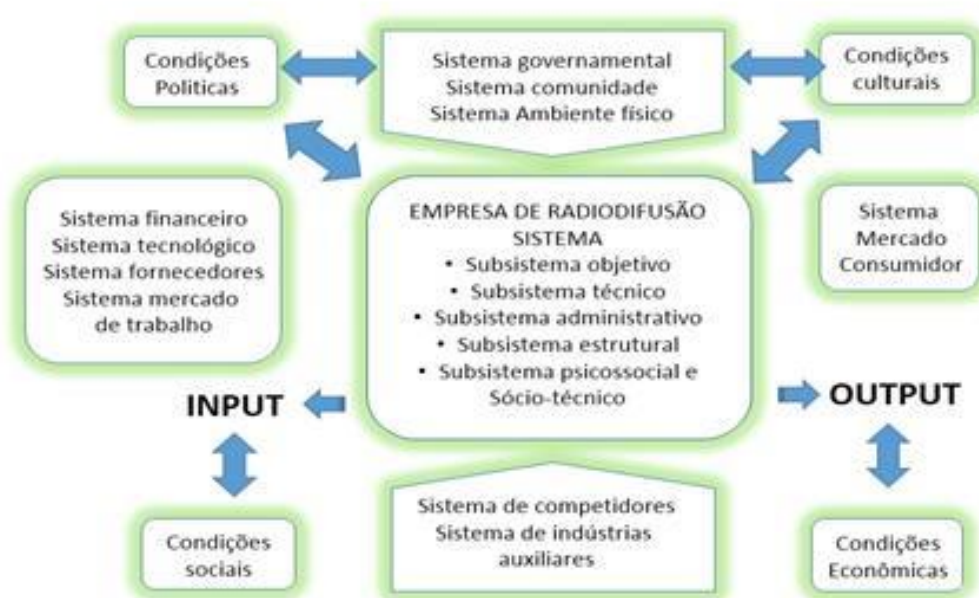 Condições
Politicas
Sistema governamental
Sistema comunidade
Sistema Ambiente físico
Condições
culturais
Sistema financeiro
Sistema tecnológico
Sistema fornecedores
Sistema mercado
de trabalho
EMPRESA DE RADIODIFUSÃO
SISTEMA
• Subsistema objetivo
• Subsistema técnico
• Subsistema administrativo
• Subsistema estrutural
• Subsistema psicossocial e
Sócio-técnico
Sistema
Mercado
Consumidor
INPUT
OUTPUT
Condições
sociais
Sistema de competidores
Sistema de indústrias
auxiliares
Condições
Econômicas